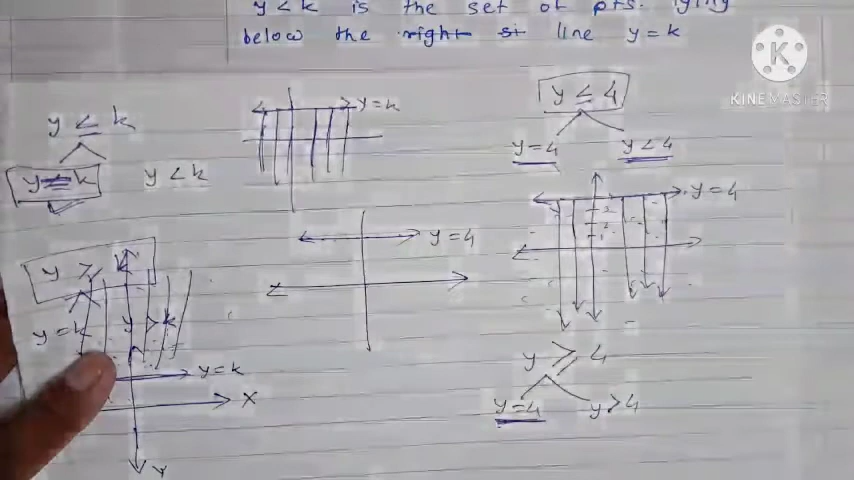 y < k is the set of pts. lying
below the right st line y = k
KINEMASTER
y ≤ k
y = k
y < k
y = k
y ≤ 4
y = 4
y < 4
y = 4
y = 4
y ≥ k
y = k
y > k
y = k
X
Y
y ≥ 4
y = 4
y > 4